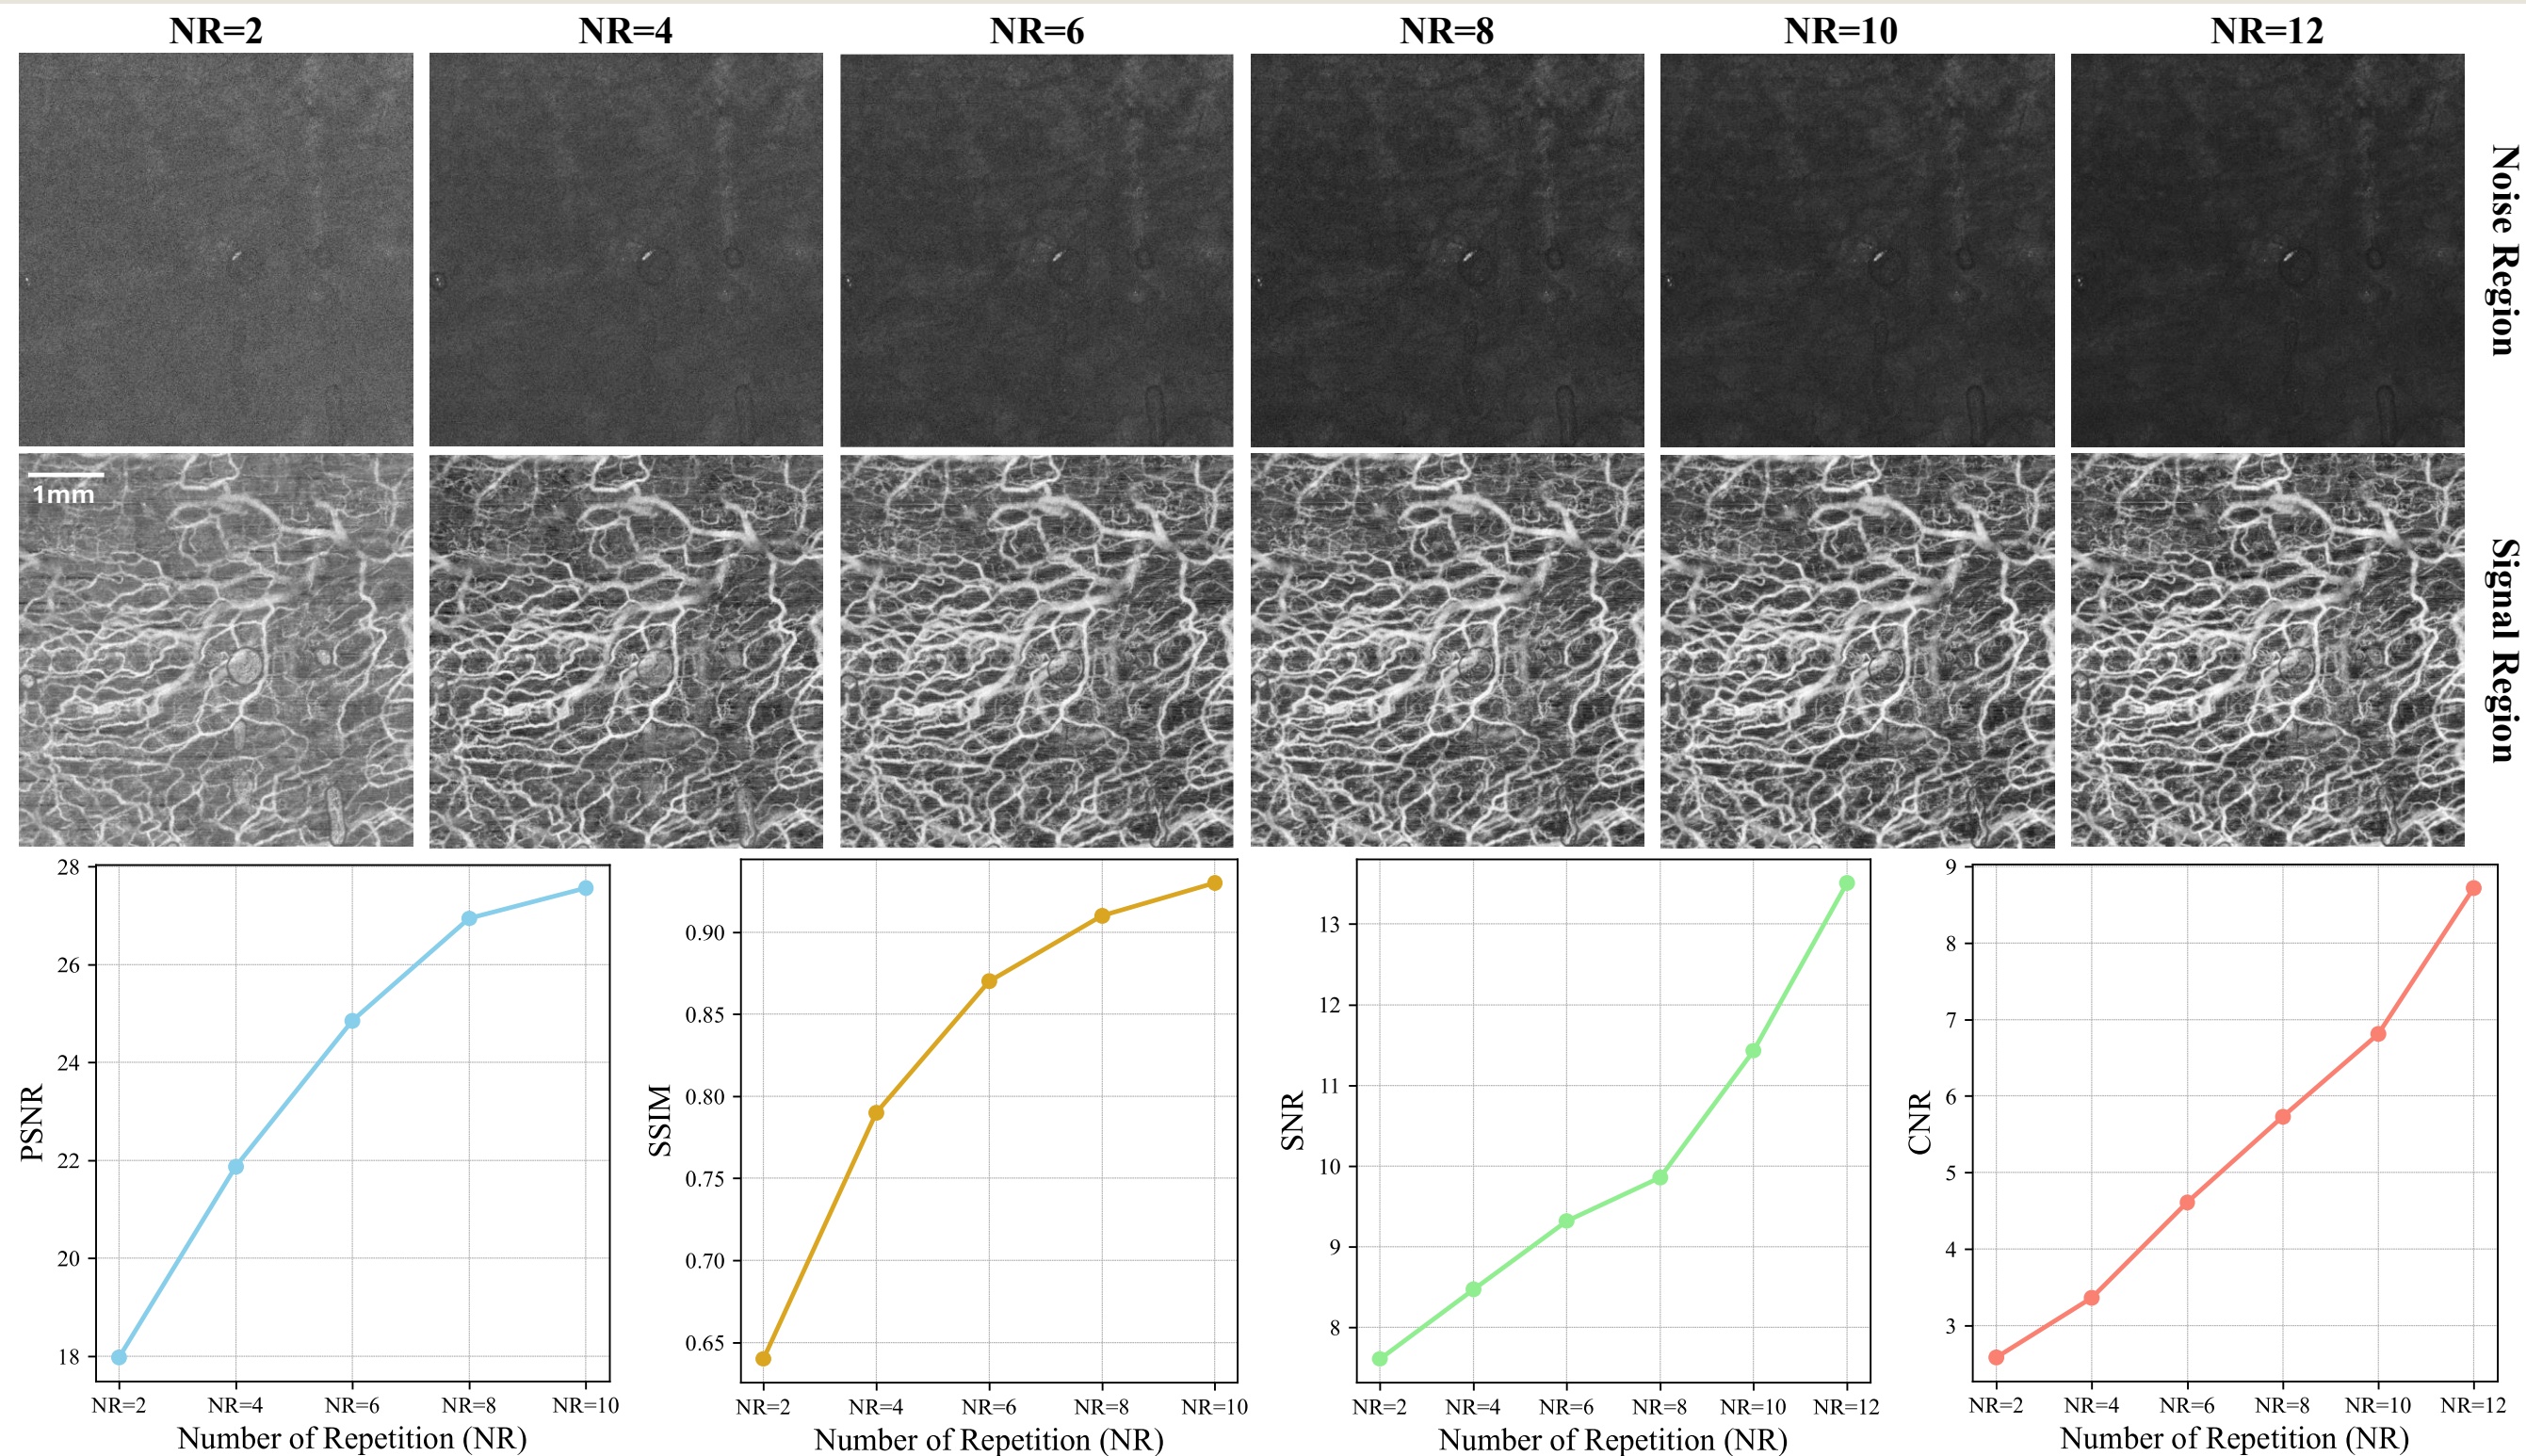 NR=2
NR=4
NR=6
NR=8
NR=10
NR=12
Noise Region
1mm
Signal Region
28
26
24
22
20
18
PSNR
NR=2
NR=4
NR=6
NR=8
NR=10
Number of Repetition (NR)
0.90
0.85
0.80
0.75
0.70
0.65
SSIM
NR=2
NR=4
NR=6
NR=8
NR=10
Number of Repetition (NR)
13
12
11
10
9
8
SNR
NR=2
NR=4
NR=6
NR=8
NR=10
NR=12
Number of Repetition (NR)
9
8
7
6
5
4
3
CNR
NR=2
NR=4
NR=6
NR=8
NR=10
NR=12
Number of Repetition (NR)